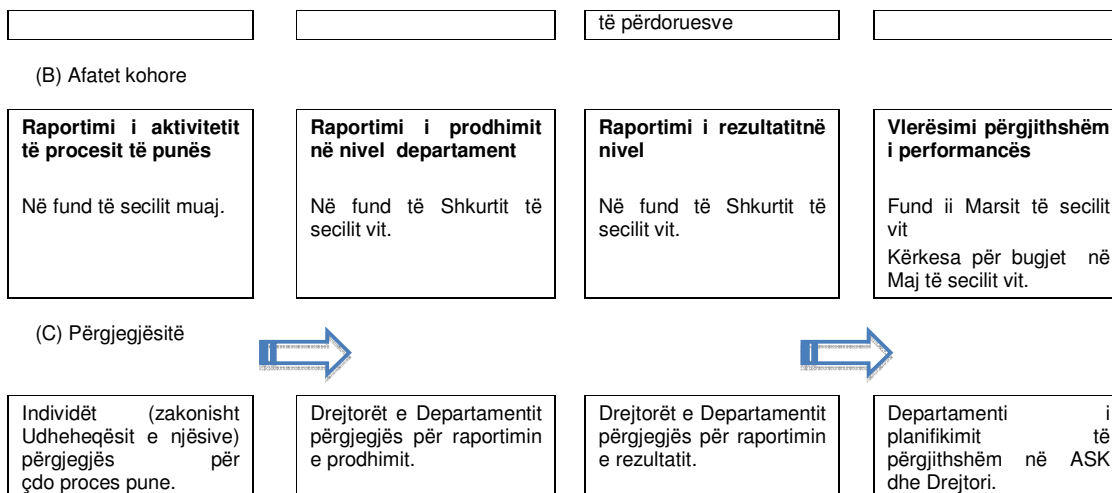 të përdoruesve
(B) Afatet kohore
Raportimi i aktivitetit
të procesit të punës
Në fund të secilit muaj.
Raportimi i prodhimit
në nivel departament
Në fund të Shkurtit të
secilit vit.
Raportimi i rezultatitnë
nivel
Në fund të Shkurtit të
secilit vit.
Vlerësimi përgjithshëm
i performancës
Fund ii Marsit të secilit
vit
Kërkesa për bugjet në
Maj të secilit vit.
(C) Përgjegjësitë
Individët (zakonisht
Udheheqësit e njësive)
përgjegjës për
çdo proces pune.
Drejtorët e Departamentit
përgjegjës për raportimin
e prodhimit.
Drejtorët e Departamentit
përgjegjës për raportimin
e rezultatit.
Departamenti i
planifikimit të
përgjithshëm në ASK
dhe Drejtori.